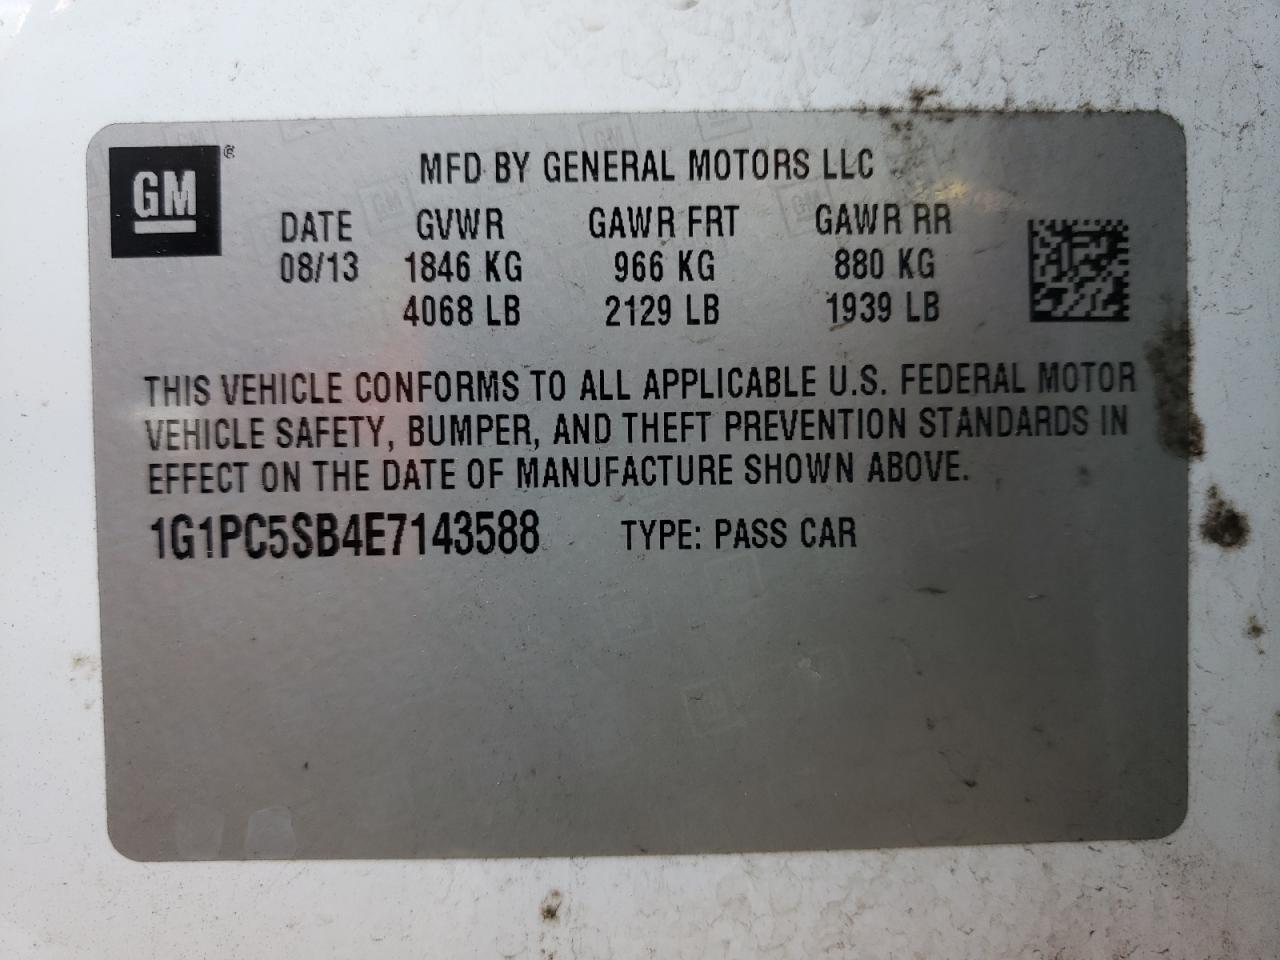 GM®
MFD BY GENERAL MOTORS LLC
DATE GVWR GAWR FRT GAWR RR
08/13 1846 KG 966 KG 880 KG
4068 LB 2129 LB 1939 LB
THIS VEHICLE CONFORMS TO ALL APPLICABLE U.S. FEDERAL MOTOR
VEHICLE SAFETY, BUMPER, AND THEFT PREVENTION STANDARDS IN
EFFECT ON THE DATE OF MANUFACTURE SHOWN ABOVE.
1G1PC5SB4E7143588 TYPE: PASS CAR